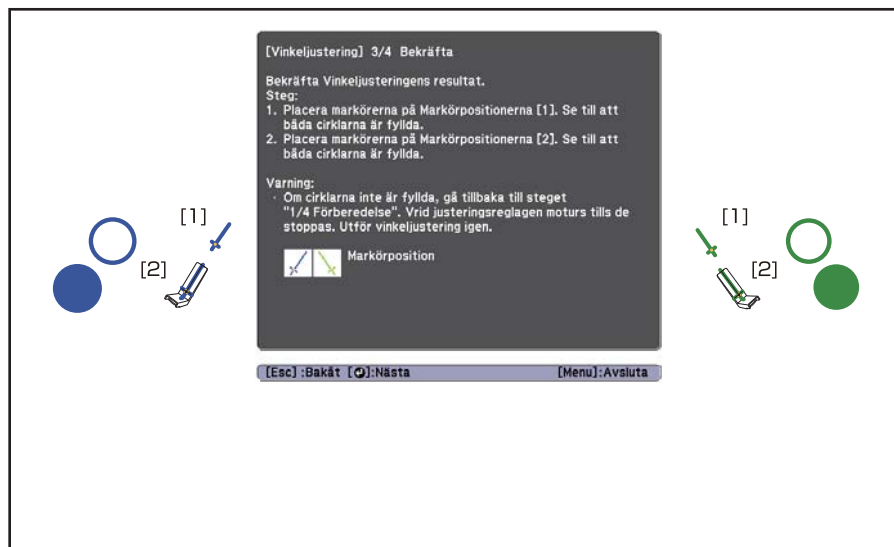 [Vinkeljustering] 3/4 Bekräfta
Bekräfta Vinkeljusteringens resultat.
Steg:
1. Placera markörerna på Markörpositionerna [1]. Se till att
båda cirklarna är fyllda.
2. Placera markörerna på Markörpositionerna [2]. Se till att
båda cirklarna är fyllda.
Varning:
· Om cirklarna inte är fyllda, gå tillbaka till steget
"1/4 Förberedelse". Vrid justeringsreglagen moturs tills de
stoppas. Utför vinkeljustering igen.
Markörposition
[1]
[2]
[1]
[2]
[Esc] :Bakåt [↵]:Nästa [Menu]:Avsluta